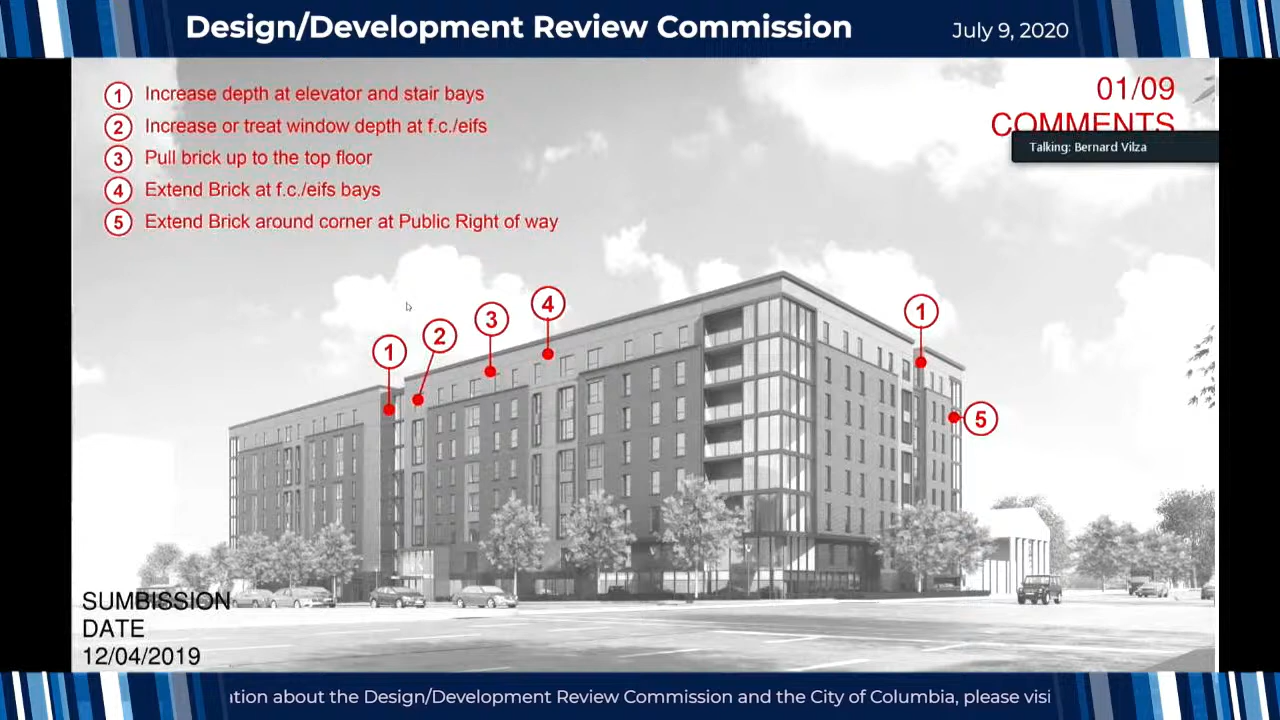 Design/Development Review Commission
July 9, 2020
1 Increase depth at elevator and stair bays
2 Increase or treat window depth at f.c./eifs
3 Pull brick up to the top floor
4 Extend Brick at f.c./eifs bays
5 Extend Brick around corner at Public Right of way
01/09
COMMENTS
Talking: Bernard Vilza
1
2
3
4
1
5
SUMBISSION
DATE
12/04/2019
ation about the Design/Development Review Commission and the City of Columbia, please visi